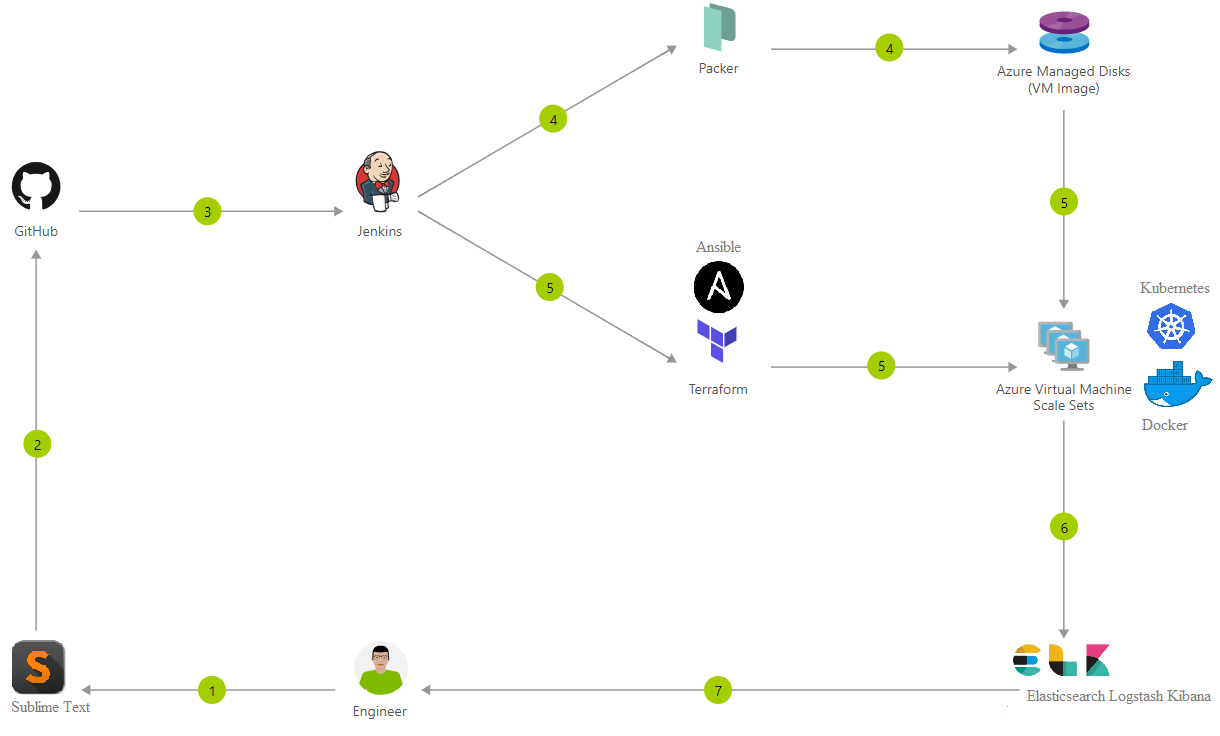 Packer
4
Azure Managed Disks
(VM Image)
4
GitHub
3
Jenkins
5
Ansible
5
Kubernetes
Terraform
5
Azure Virtual Machine
Scale Sets
Docker
2
6
Sublime Text
1
Engineer
7
Elasticsearch Logstash Kibana